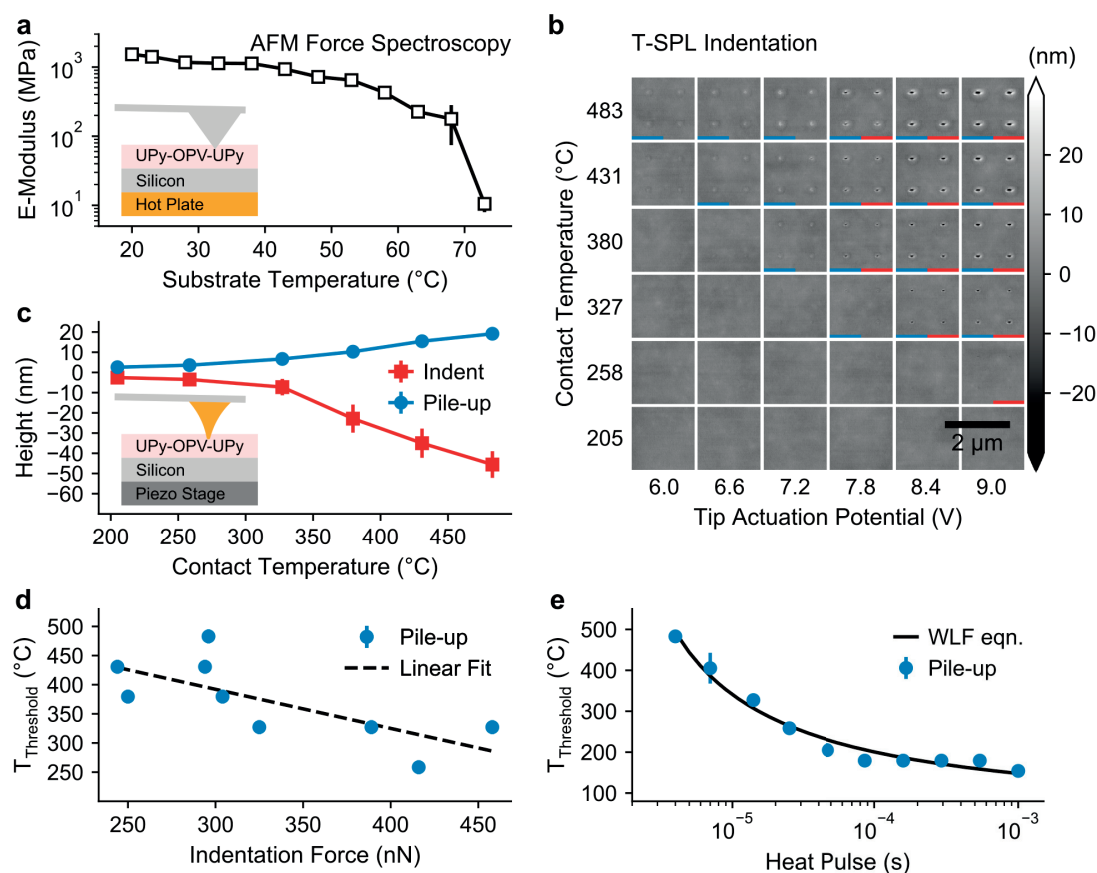 a
AFM Force Spectroscopy
E-Modulus (MPa)
10³
10²
10¹
UPy-OPV-UPy
Silicon
Hot Plate
20 30 40 50 60 70
Substrate Temperature (°C)
b
T-SPL Indentation
(nm)
Contact Temperature (°C)
483
431
380
327
258
205
2 µm
6.0 6.6 7.2 7.8 8.4 9.0
Tip Actuation Potential (V)
20
10
0
−10
−20
c
Height (nm)
20
10
0
−10
−20
−30
−40
−50
−60
Indent
Pile-up
UPy-OPV-UPy
Silicon
Piezo Stage
200 250 300 350 400 450
Contact Temperature (°C)
d
T_Threshold (°C)
500
450
400
350
300
250
Pile-up
Linear Fit
250 300 350 400 450
Indentation Force (nN)
e
T_Threshold (°C)
500
400
300
200
100
WLF eqn.
Pile-up
10⁻⁵ 10⁻⁴ 10⁻³
Heat Pulse (s)